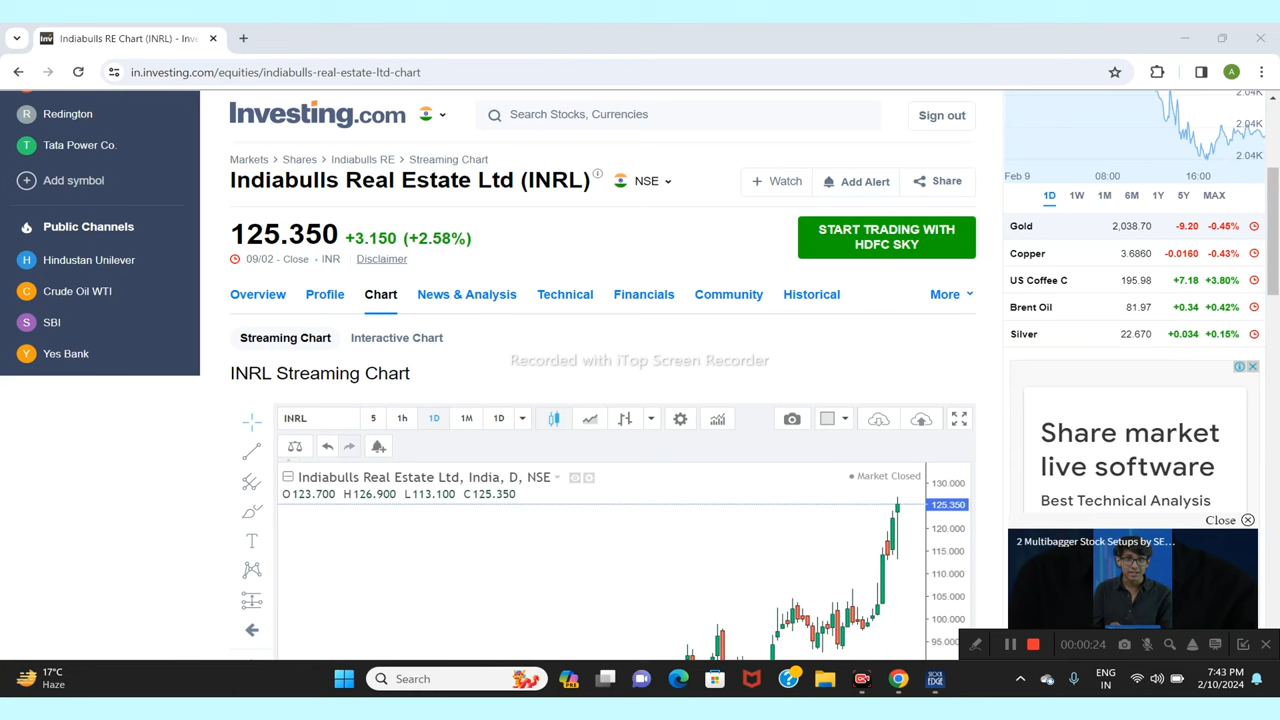 Indiabulls RE Chart (INRL) - Inve
in.investing.com/equities/indiabulls-real-estate-ltd-chart
A
R Redington
T Tata Power Co.
Add symbol
Public Channels
H Hindustan Unilever
C Crude Oil WTI
S SBI
Y Yes Bank
Investing.com
Search Stocks, Currencies
Sign out
Markets > Shares > Indiabulls RE > Streaming Chart
Indiabulls Real Estate Ltd (INRL)
NSE
+ Watch
Add Alert
Share
125.350 +3.150 (+2.58%)
09/02 - Close • INR Disclaimer
START TRADING WITH
HDFC SKY
Overview Profile Chart News & Analysis Technical Financials Community Historical More
Streaming Chart Interactive Chart
Recorded with iTop Screen Recorder
INRL Streaming Chart
INRL 5 1h 1D 1M 1D
Indiabulls Real Estate Ltd, India, D, NSE
• Market Closed
O123.700 H126.900 L113.100 C125.350
130.000
125.350
120.000
115.000
110.000
105.000
100.000
95.000
2.04K
2.04K
2.04K
Feb 9 08:00 16:00
1D 1W 1M 6M 1Y 5Y MAX
Gold 2,038.70 -9.20 -0.45%
Copper 3.6860 -0.0160 -0.43%
US Coffee C 195.98 +7.18 +3.80%
Brent Oil 81.97 +0.34 +0.42%
Silver 22.670 +0.034 +0.15%
Share market
live software
Best Technical Analysis
Close
2 Multibagger Stock Setups by SE...
00:00:24
17°C
Haze
Search
STOCK
EDGE
ENG
IN
7:43 PM
2/10/2024